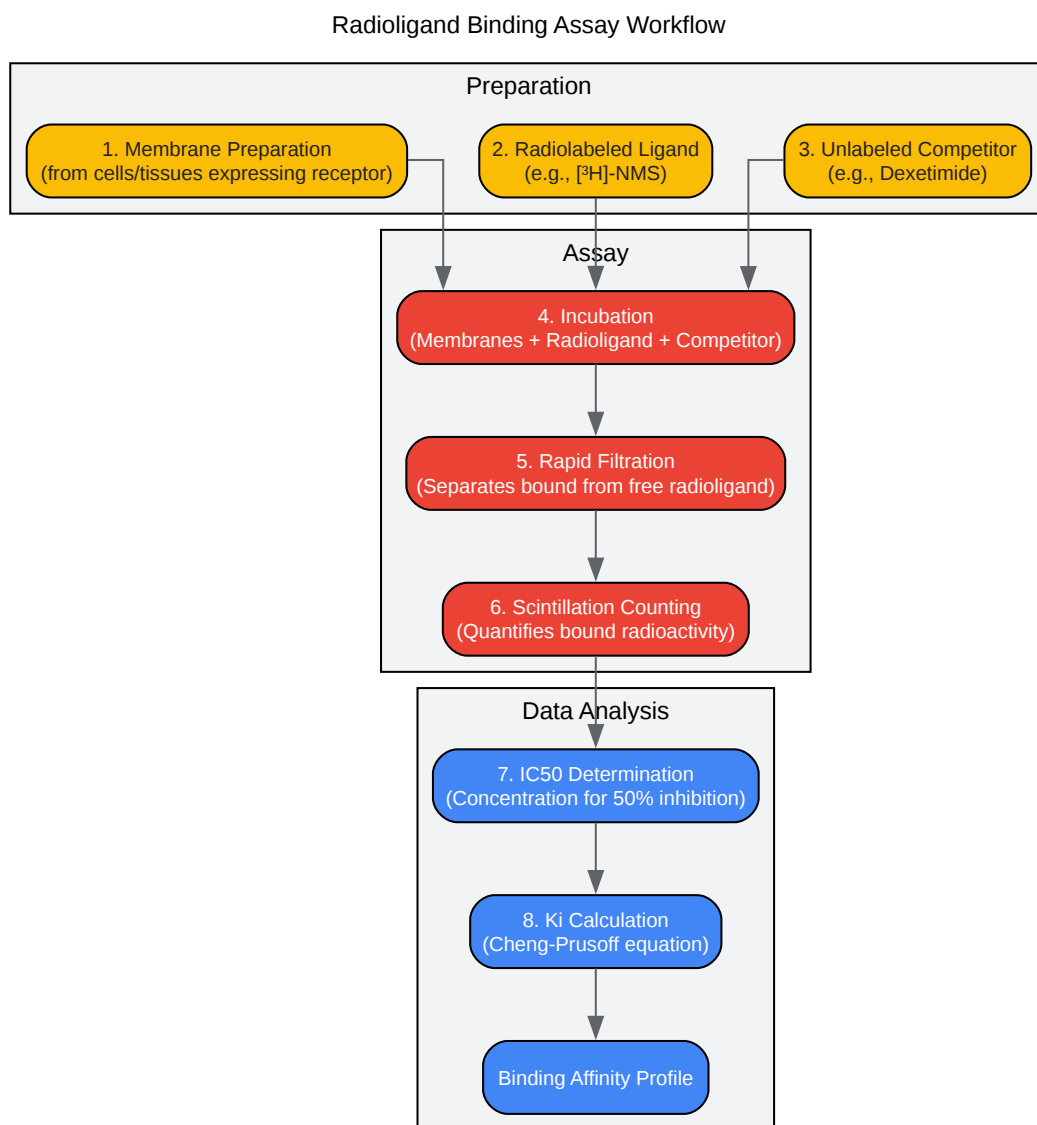 Radioligand Binding Assay Workflow
Preparation
1. Membrane Preparation
(from cells/tissues expressing receptor)
2. Radiolabeled Ligand
(e.g., [³H]-NMS)
3. Unlabeled Competitor
(e.g., Dexetimide)
Assay
4. Incubation
(Membranes + Radioligand + Competitor)
5. Rapid Filtration
(Separates bound from free radioligand)
6. Scintillation Counting
(Quantifies bound radioactivity)
Data Analysis
7. IC50 Determination
(Concentration for 50% inhibition)
8. Ki Calculation
(Cheng-Prusoff equation)
Binding Affinity Profile